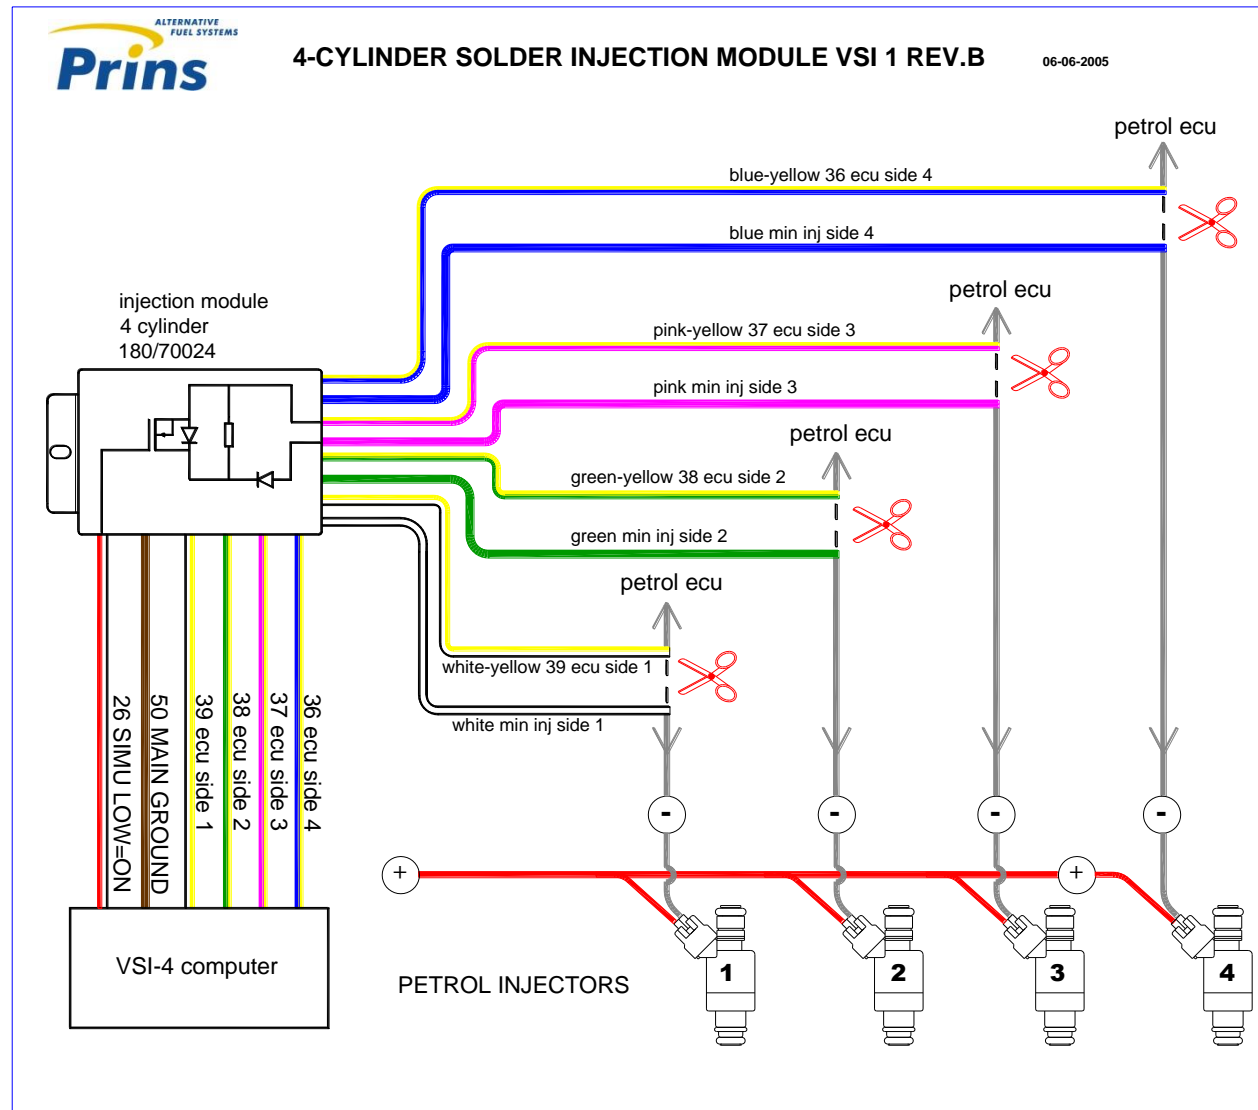 ALTERNATIVE
FUEL SYSTEMS
Prins
4-CYLINDER SOLDER INJECTION MODULE VSI 1 REV.B
06-06-2005
petrol ecu
blue-yellow 36 ecu side 4
blue min inj side 4
injection module
4 cylinder
180/70024
petrol ecu
pink-yellow 37 ecu side 3
pink min inj side 3
petrol ecu
green-yellow 38 ecu side 2
green min inj side 2
petrol ecu
white-yellow 39 ecu side 1
white min inj side 1
26 SIMU LOW=ON
50 MAIN GROUND
39 ecu side 1
38 ecu side 2
37 ecu side 3
36 ecu side 4
- - - -
+ +
VSI-4 computer
PETROL INJECTORS
1 2 3 4